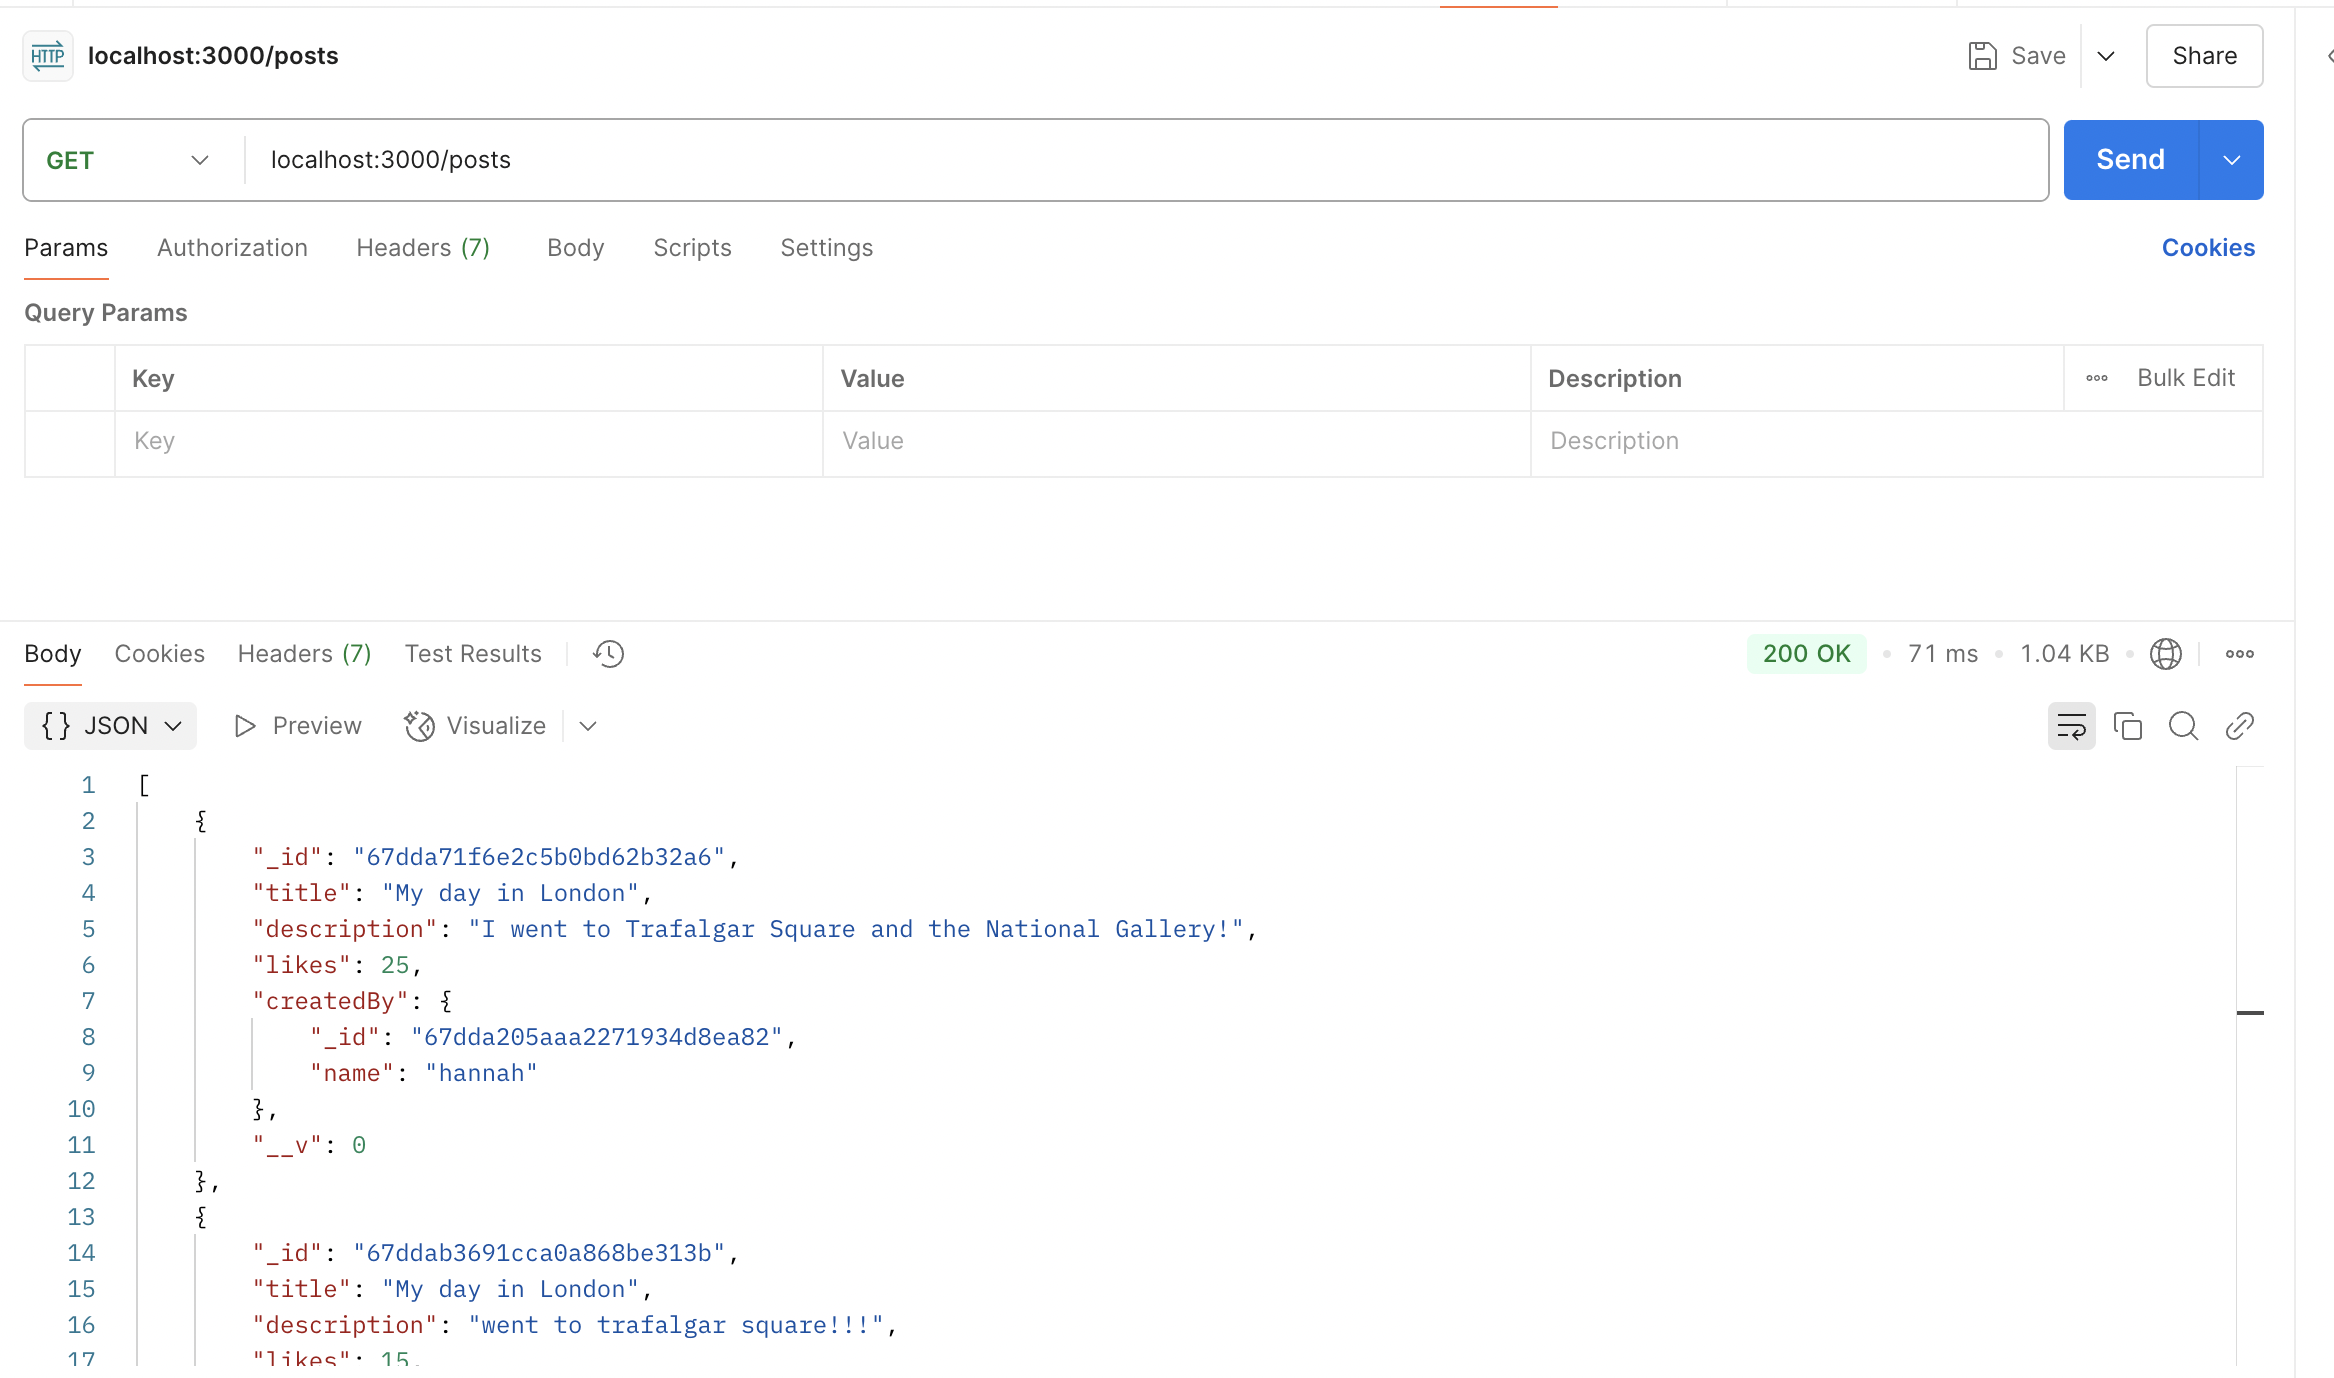 HTTP localhost:3000/posts Save Share
GET localhost:3000/posts Send
Params Authorization Headers (7) Body Scripts Settings Cookies
Query Params
Key Value Description Bulk Edit
Key Value Description
Body Cookies Headers (7) Test Results 200 OK 71 ms 1.04 KB
{} JSON Preview Visualize
1 [
2 {
3 "_id": "67dda71f6e2c5b0bd62b32a6",
4 "title": "My day in London",
5 "description": "I went to Trafalgar Square and the National Gallery!",
6 "likes": 25,
7 "createdBy": {
8 "_id": "67dda205aaa2271934d8ea82",
9 "name": "hannah"
10 },
11 "__v": 0
12 },
13 {
14 "_id": "67ddab3691cca0a868be313b",
15 "title": "My day in London",
16 "description": "went to trafalgar square!!!",
17 "likes": 15,